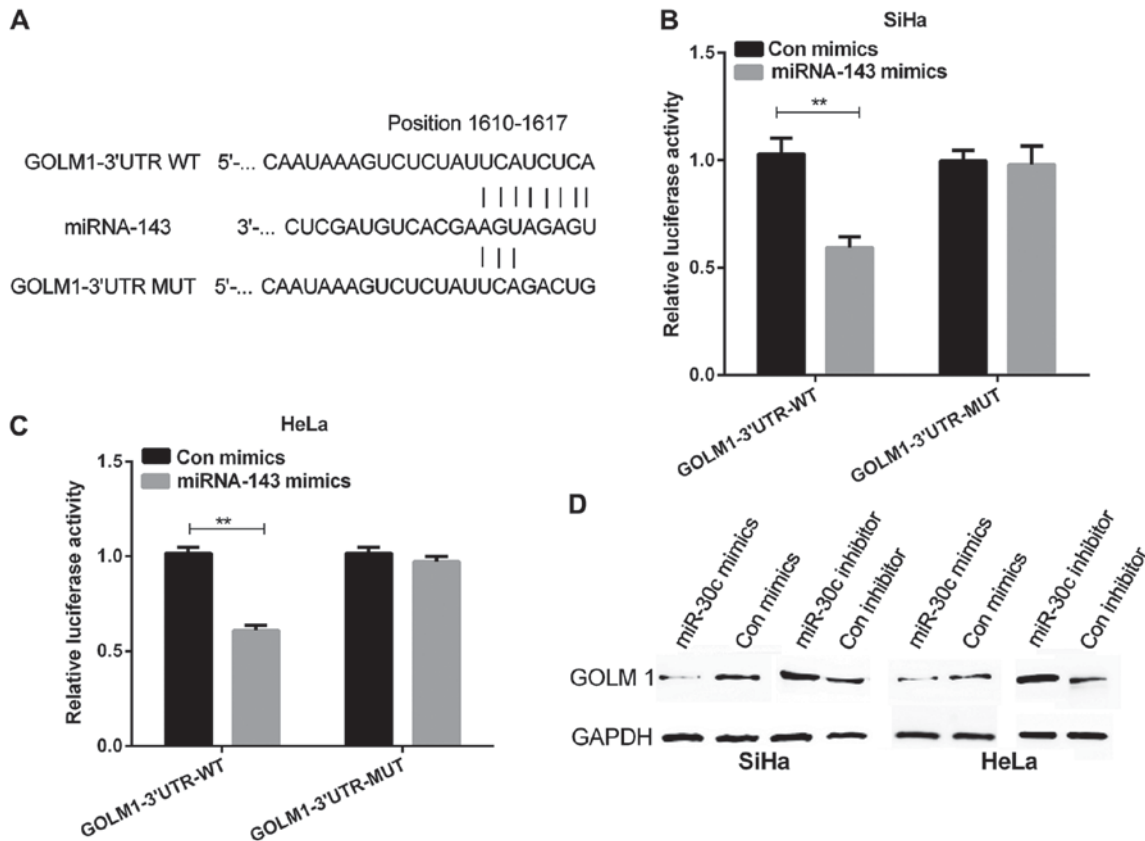 A
Position 1610-1617
GOLM1-3'UTR WT 5'-... CAAUAAAGUCUCUAUUCAUCUCA
miRNA-143 3'-... CUCGAUGUCACGAAGUAGAGU
GOLM1-3'UTR MUT 5'-... CAAUAAAGUCUCUAUUCAGACUG
B
SiHa
Con mimics
miRNA-143 mimics
**
Relative luciferase activity
1.5
1.0
0.5
0.0
GOLM1-3'UTR-WT
GOLM1-3'UTR-MUT
C
HeLa
Con mimics
miRNA-143 mimics
**
Relative luciferase activity
1.5
1.0
0.5
0.0
GOLM1-3'UTR-WT
GOLM1-3'UTR-MUT
D
miR-30c mimics
Con mimics
miR-30c inhibitor
Con inhibitor
miR-30c mimics
Con mimics
miR-30c inhibitor
Con inhibitor
GOLM 1
GAPDH
SiHa
HeLa